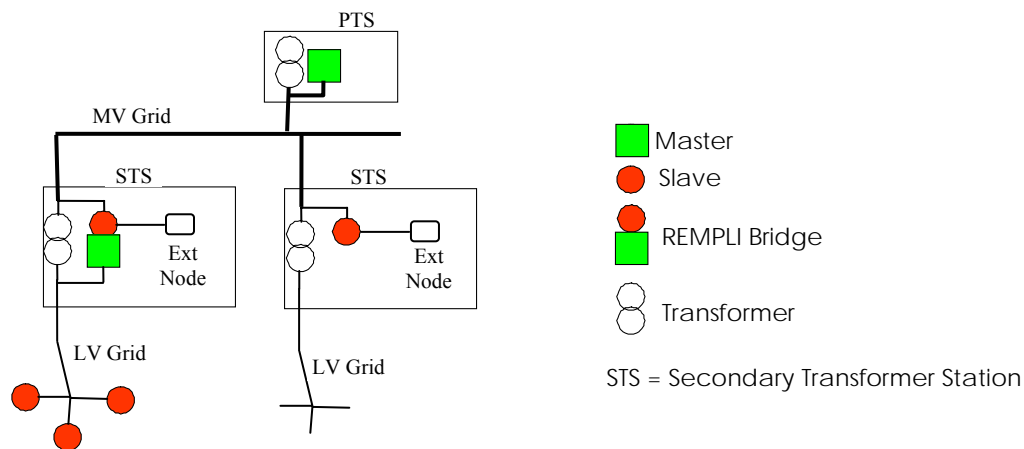 PTS
MV Grid
STS
STS
Ext
Node
Ext
Node
LV Grid
LV Grid
Master
Slave
REMPLI Bridge
Transformer
STS = Secondary Transformer Station